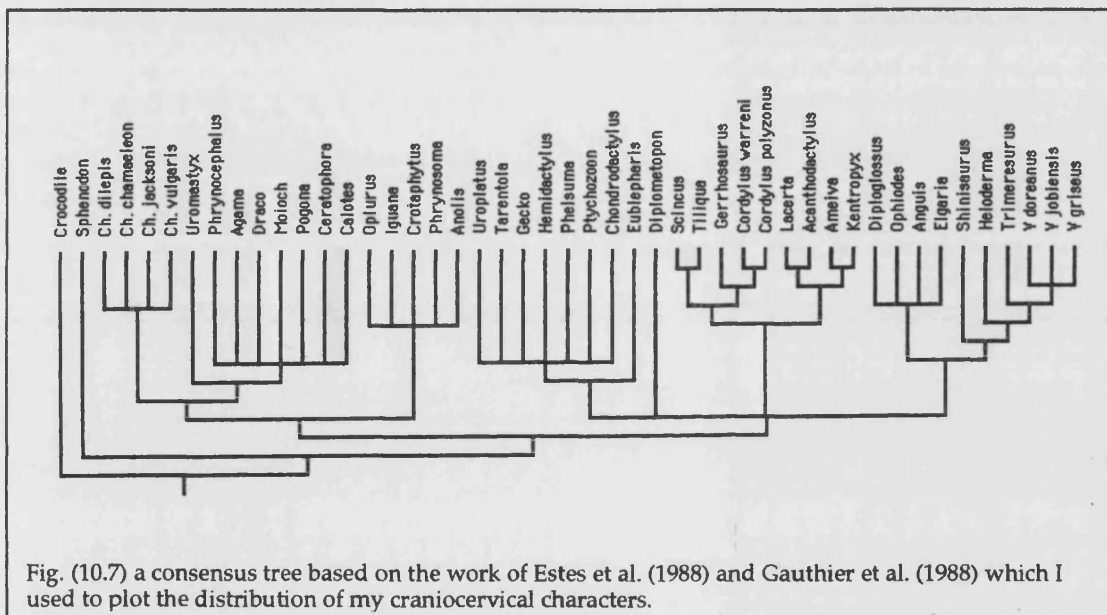 Crocodile
Sphenodon
Ch. dilepis
Ch. chamaeleon
Ch. jacksoni
Ch. vulgaris
Uromastyx
Phrynocephalus
Agama
Draco
Moloch
Pogona
Ceratophora
Calotes
Oplurus
Iguana
Crotaphytus
Phrynosoma
Anolis
Uroplatus
Tarentola
Gecko
Hemidactylus
Phelsuma
Ptychozoon
Chondrodactylus
Eublepharis
Diplometopon
Scincus
Tiliqua
Gerrhosaurus
Cordylus warreni
Cordylus polyzonus
Lacerta
Acanthodactylus
Ameiva
Kentropyx
Diploglossus
Ophiodes
Anguis
Elgaria
Shinisaurus
Heloderma
Trimeresurus
V doreanus
V jobiensis
V griseus
Fig. (10.7) a consensus tree based on the work of Estes et al. (1988) and Gauthier et al. (1988) which I
used to plot the distribution of my craniocervical characters.